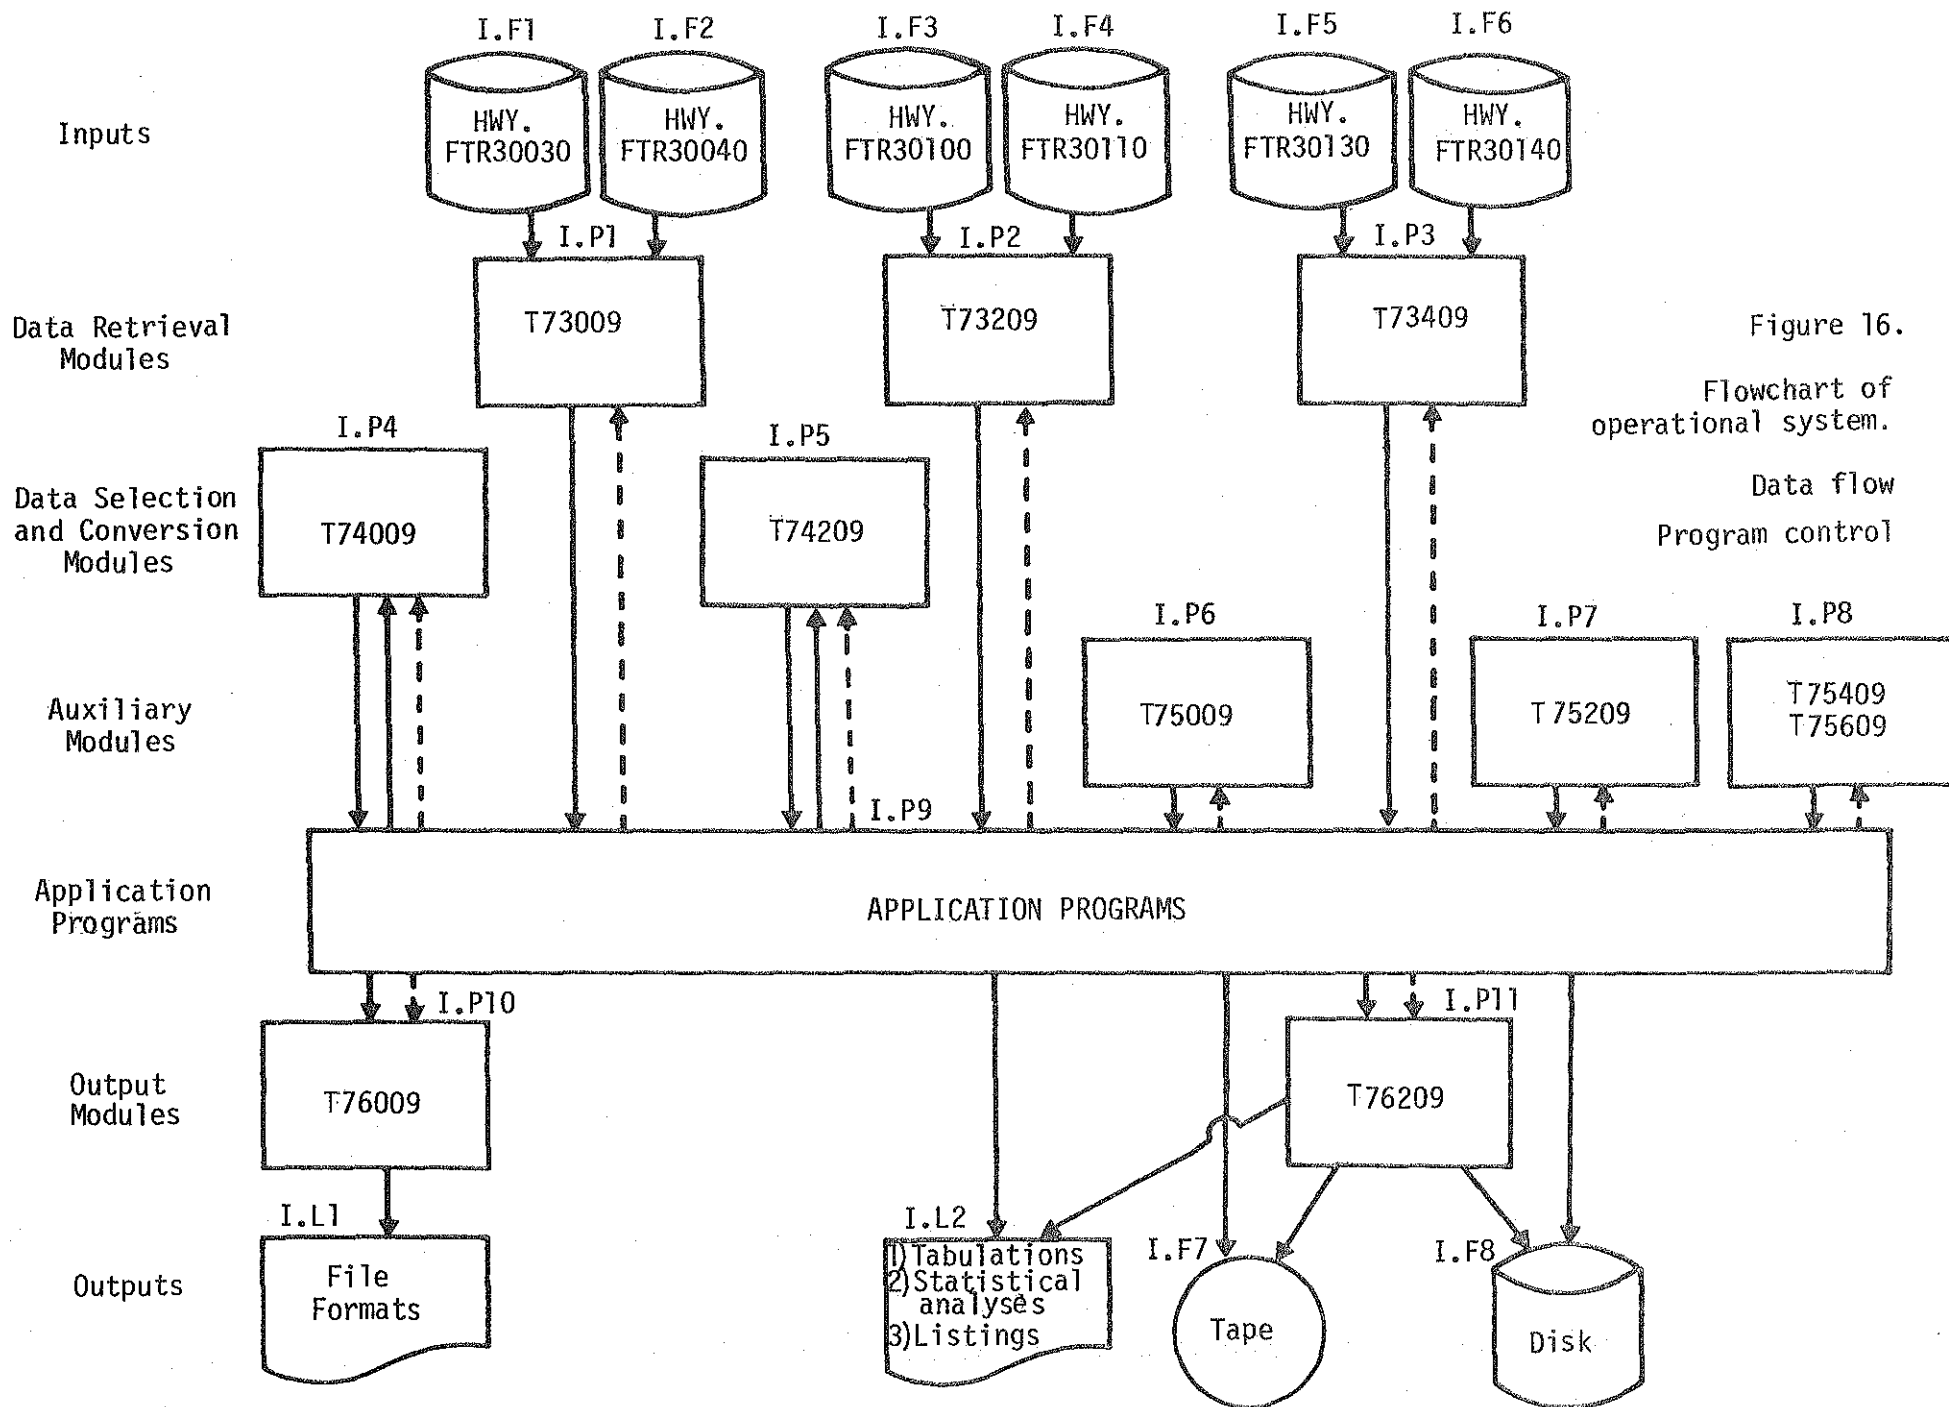 I.F1 I.F2 I.F3 I.F4 I.F5 I.F6
Inputs
HWY.
FTR30030
HWY.
FTR30040
HWY.
FTR30100
HWY.
FTR30110
HWY.
FTR30130
HWY.
FTR30140
I.P1 I.P2 I.P3
Data Retrieval
Modules
T73009
T73209
T73409
Figure 16.
Flowchart of
operational system.
Data flow
Program control
I.P4 I.P5
Data Selection
and Conversion
Modules
T74009
T74209
I.P6 I.P7 I.P8
Auxiliary
Modules
T75009
T75209
T75409
T75609
I.P9
Application
Programs
APPLICATION PROGRAMS
I.P10 I.P11
Output
Modules
T76009
T76209
I.L1 I.L2 I.F7 I.F8
Outputs
File
Formats
1)Tabulations
2)Statistical
analyses
3)Listings
Tape
Disk